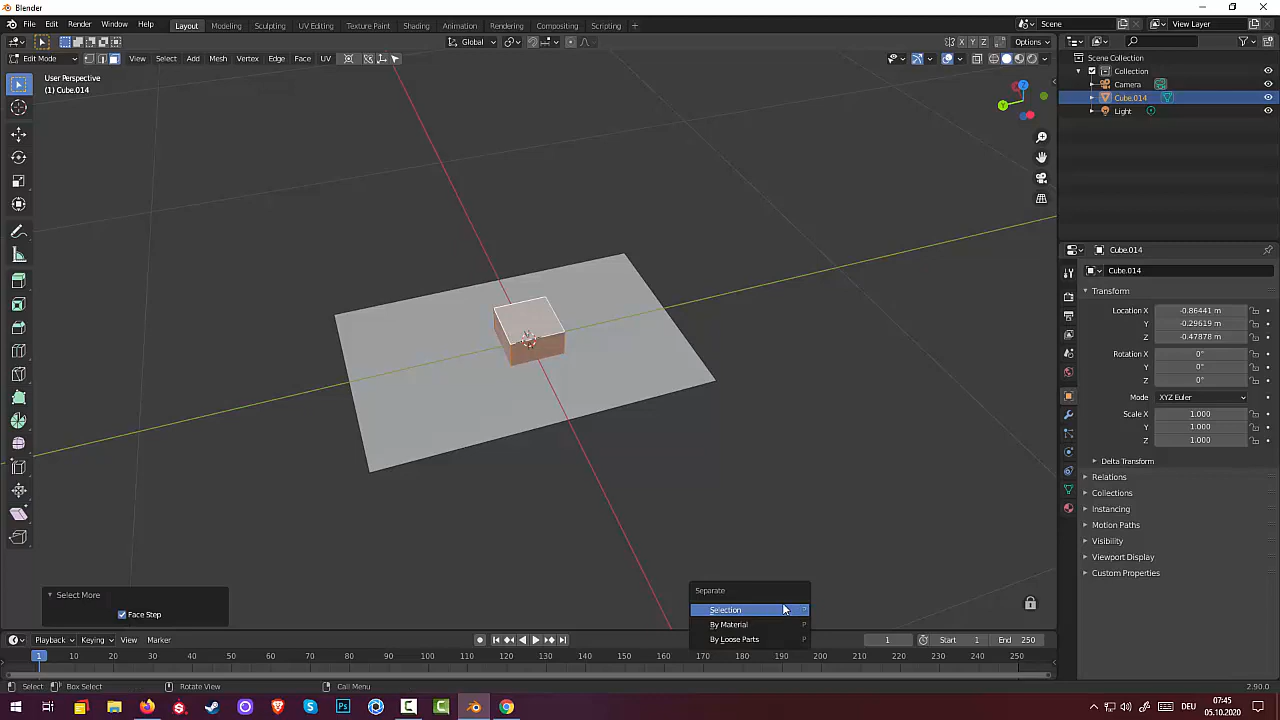 Blender
File Edit Render Window Help
Layout Modeling Sculpting UV Editing Texture Paint Shading Animation Rendering Compositing Scripting +
Scene
View Layer
Global
X Y Z
Options
Edit Mode
View Select Add Mesh Vertex Edge Face UV
User Perspective
(1) Cube.014
Z
Y
Scene Collection
Collection
Camera
Cube.014
Light
Cube.014
Cube.014
Transform
Location X -0.86441 m
Y -0.29619 m
Z -0.47878 m
Rotation X 0°
Y 0°
Z 0°
Mode XYZ Euler
Scale X 1.000
Y 1.000
Z 1.000
Delta Transform
Relations
Collections
Instancing
Motion Paths
Visibility
Viewport Display
Custom Properties
Select More
Face Step
Separate
Selection P
By Material P
By Loose Parts P
Playback Keying View Marker
1 Start 1 End 250
1 10 20 30 40 50 60 70 80 90 100 110 120 130 140 150 160 170 180 190 200 210 220 230 240 250
Select Box Select Rotate View Call Menu
2.90.0
DEU
07:45
05.10.2020